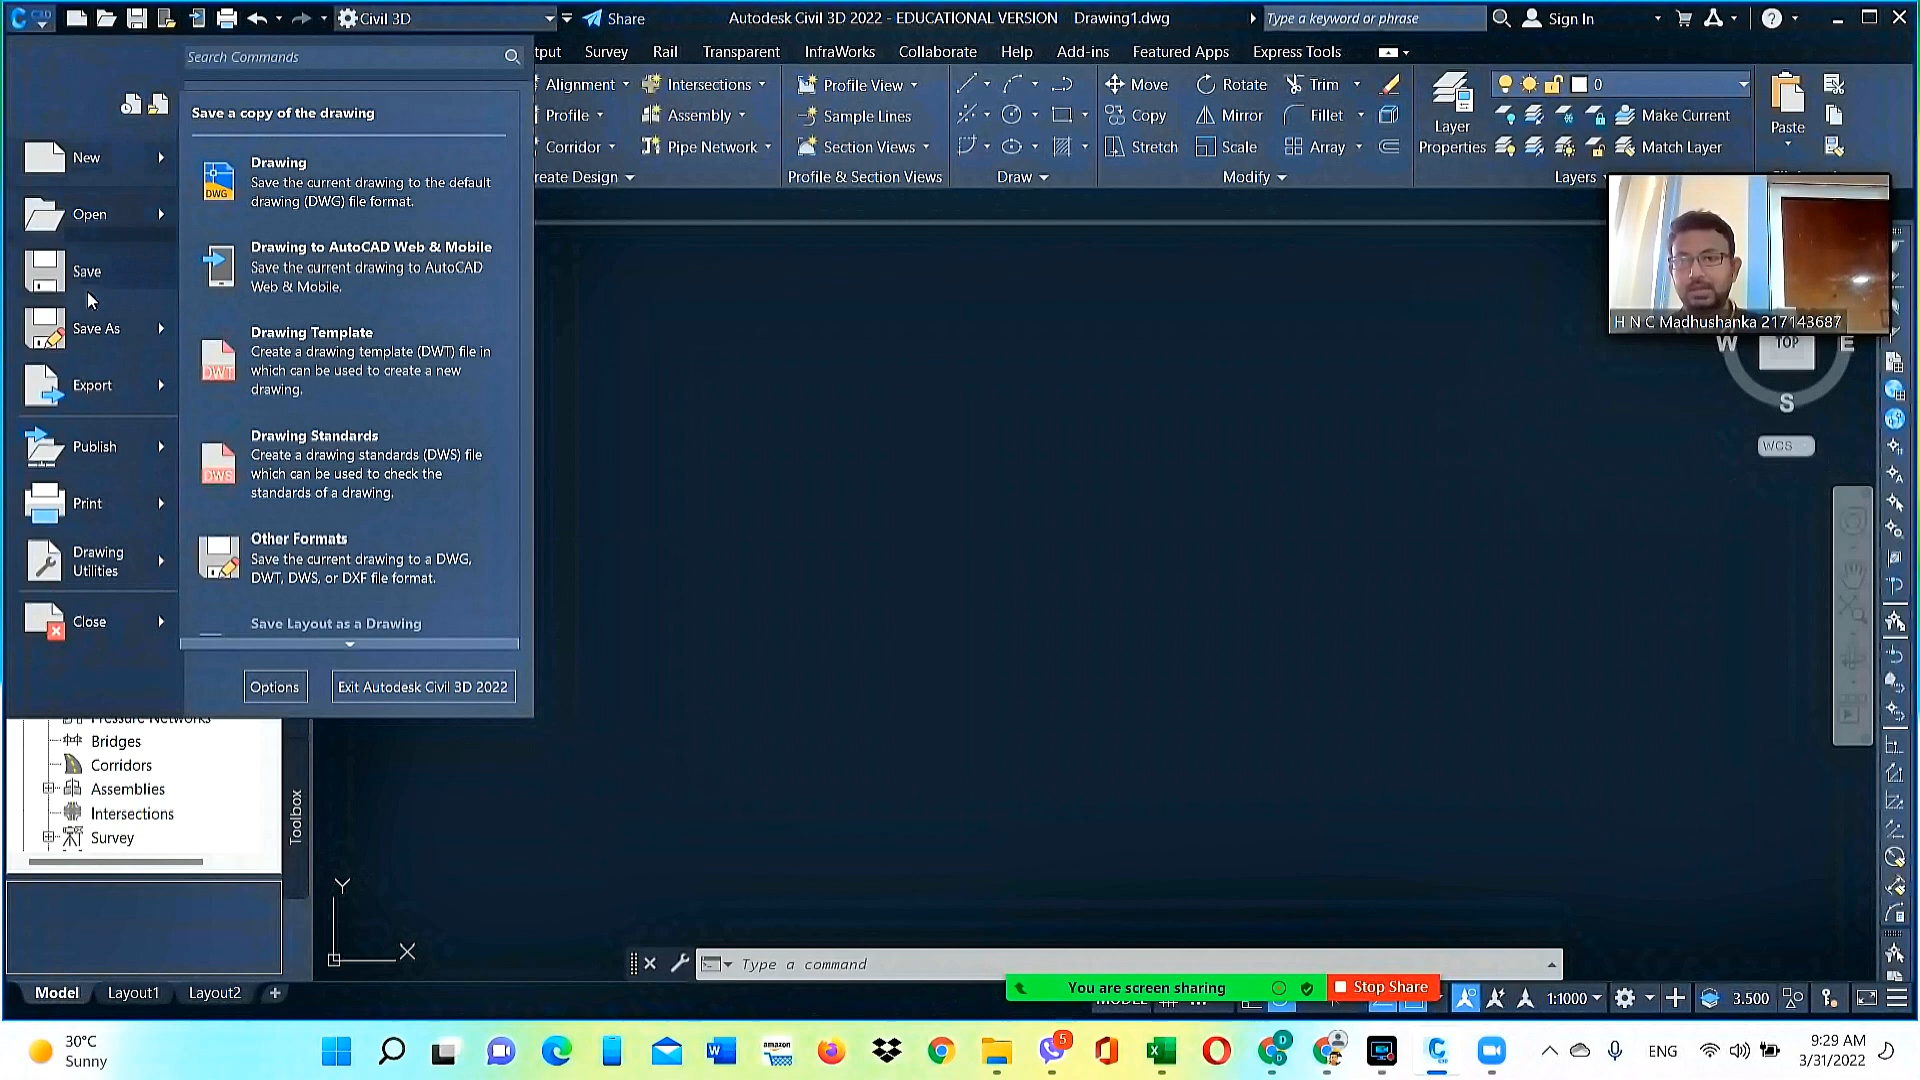 Civil 3D
Share
Autodesk Civil 3D 2022 - EDUCATIONAL VERSION Drawing1.dwg
Type a keyword or phrase
Sign In
Search Commands
Survey Rail Transparent InfraWorks Collaborate Help Add-ins Featured Apps Express Tools
Alignment
Intersections
Profile View
Move
Rotate
Trim
0
Profile
Assembly
Sample Lines
Copy
Mirror
Fillet
Make Current
Corridor
Pipe Network
Section Views
Stretch
Scale
Array
Match Layer
Layer
Properties
Paste
Profile & Section Views
Draw
Modify
Layers
Save a copy of the drawing
New
Open
Save
Save As
Export
Publish
Print
Drawing
Utilities
Close
Drawing
Save the current drawing to the default
drawing (DWG) file format.
DWG
Drawing to AutoCAD Web & Mobile
Save the current drawing to AutoCAD
Web & Mobile.
Drawing Template
Create a drawing template (DWT) file in
which can be used to create a new
drawing.
DWT
Drawing Standards
Create a drawing standards (DWS) file
which can be used to check the
standards of a drawing.
DWS
Other Formats
Save the current drawing to a DWG,
DWT, DWS, or DXF file format.
Save Layout as a Drawing
Options
Exit Autodesk Civil 3D 2022
H N C Madhushanka 217143687
W
TOP
E
S
WCS
Bridges
Corridors
Assemblies
Intersections
Survey
Toolbox
Y
X
Type a command
Model Layout1 Layout2
You are screen sharing
Stop Share
1:1000
3.500
30°C
Sunny
amazon
5
ENG
9:29 AM
3/31/2022